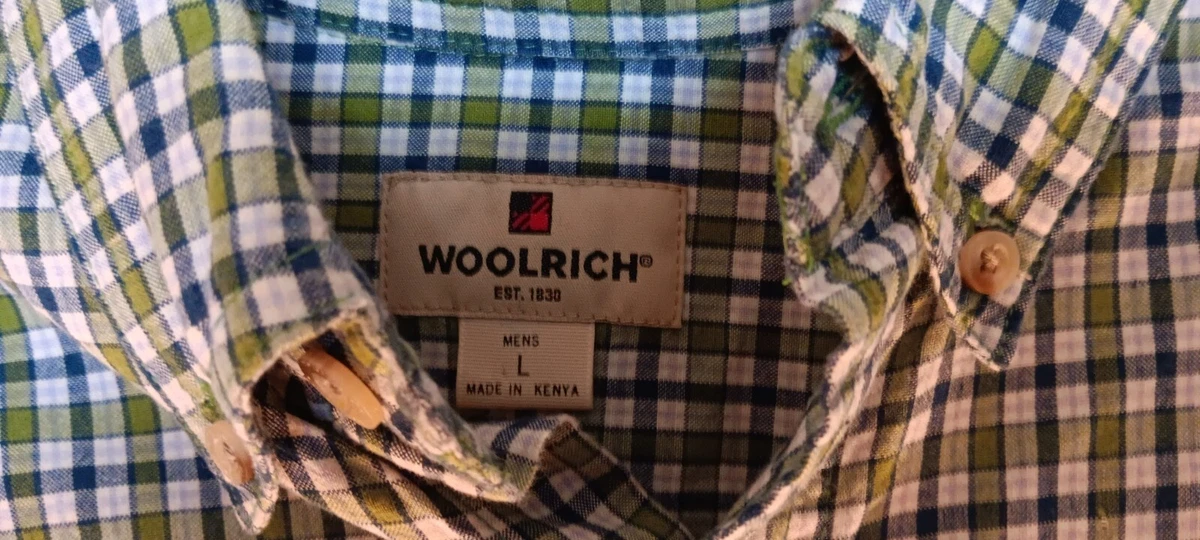 WOOLRICH®
EST. 1830
MENS
L
MADE IN KENYA